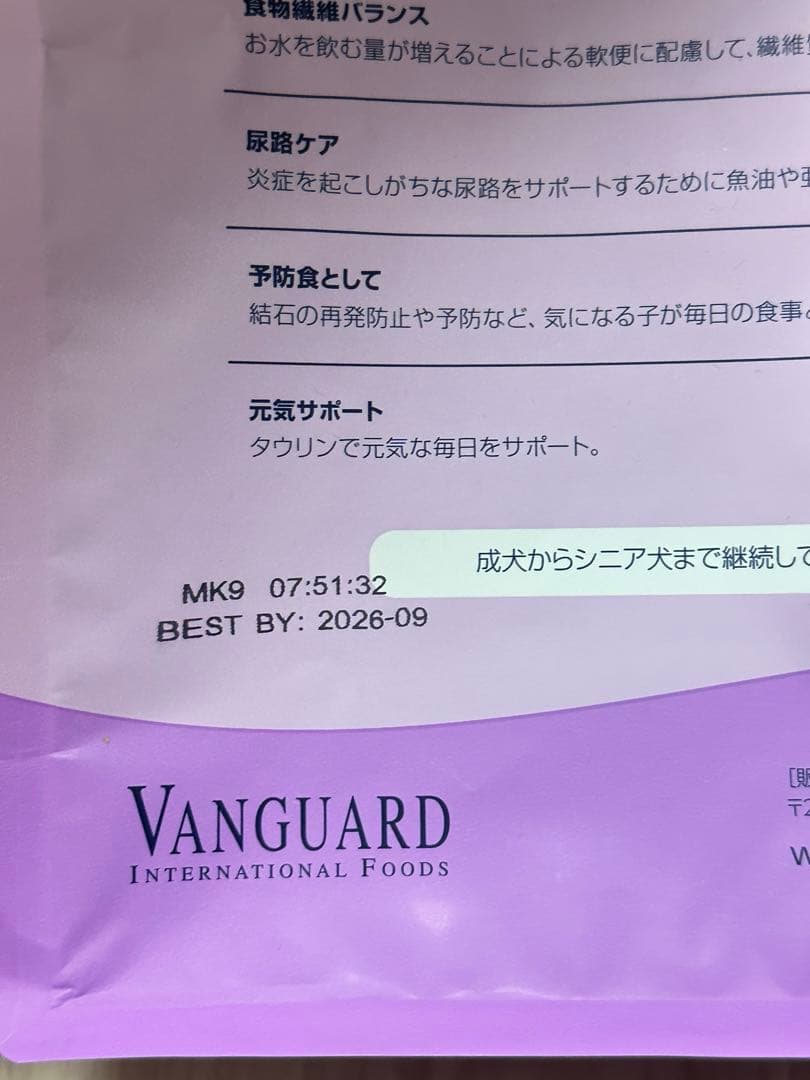 食物繊維バランス
お水を飲む量が増えることによる軟便に配慮して、繊維
尿路ケア
炎症を起こしがちな尿路をサポートするために魚油や亜
予防食として
結石の再発防止や予防など、気になる子が毎日の食事
元気サポート
タウリンで元気な毎日をサポート。
成犬からシニア犬まで継続して
MK9 07:51:32
BEST BY: 2026-09
[販
〒2
W
VANGUARD
INTERNATIONAL FOODS